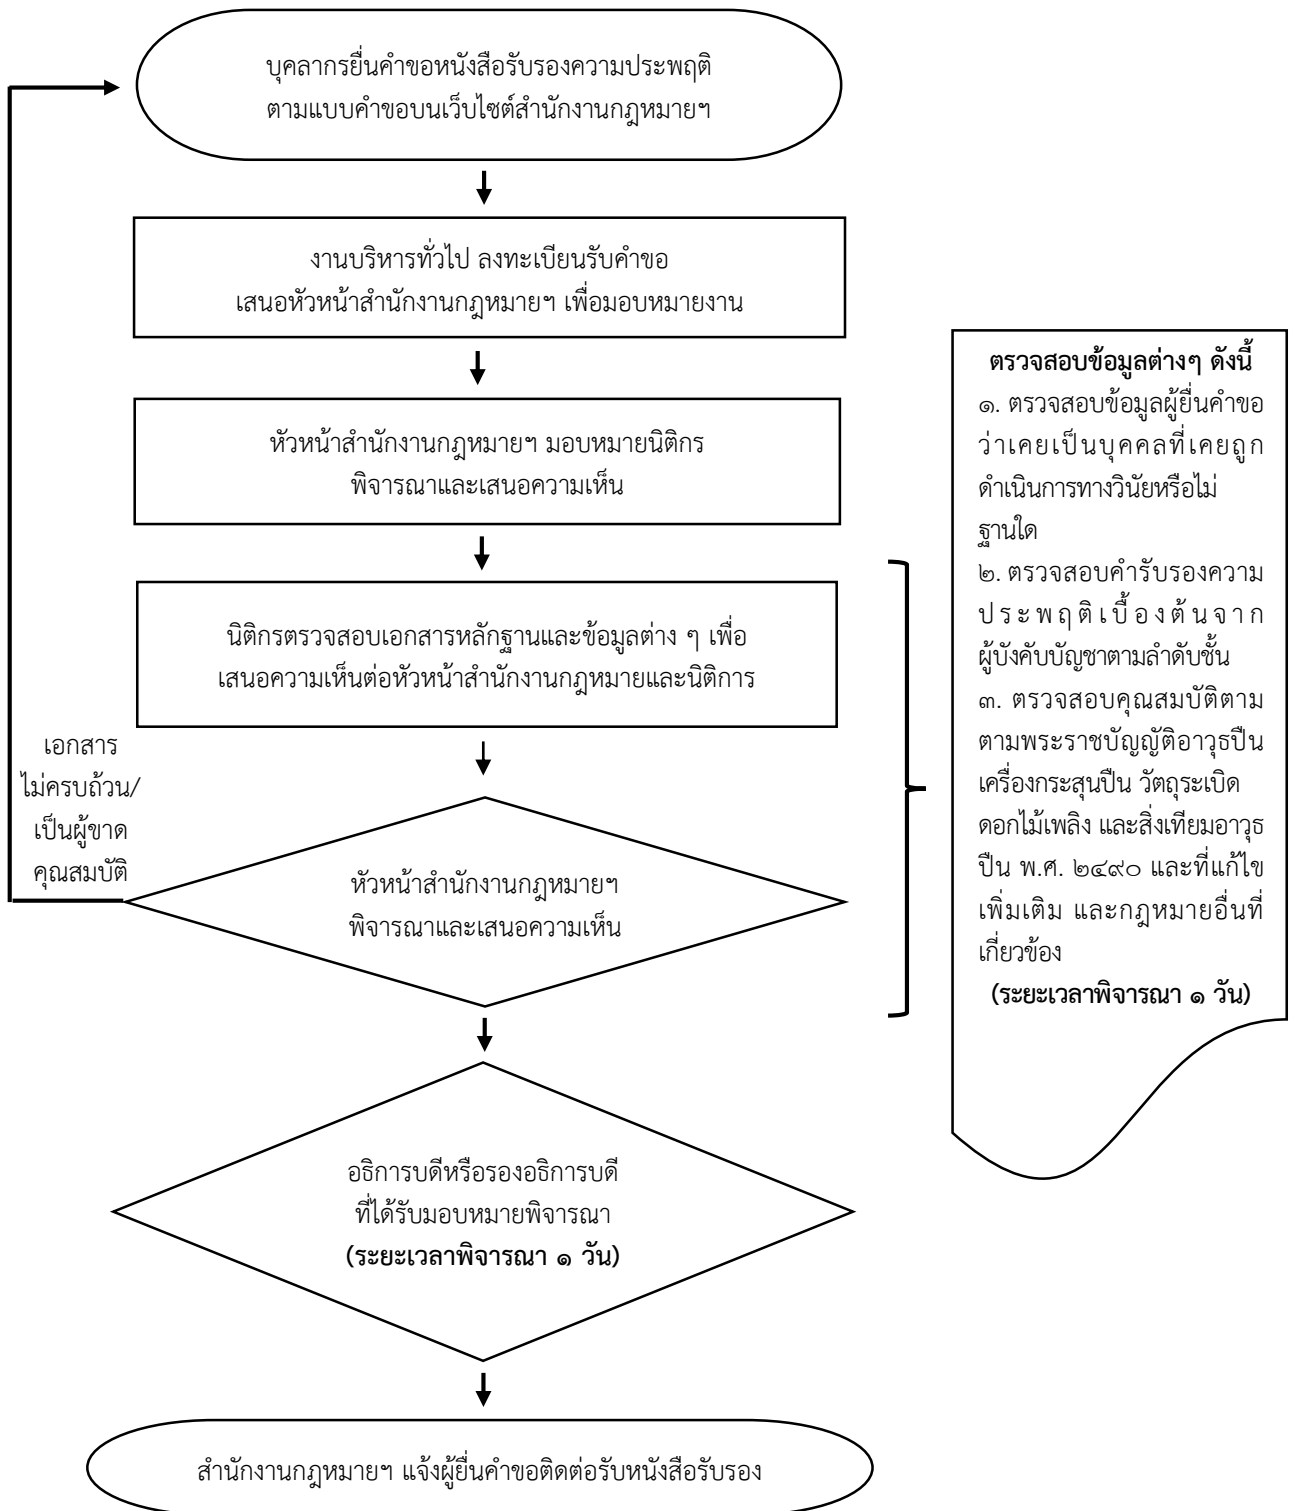 บุคลากรยื่นคำขอหนังสือรับรองความประพฤติ
ตามแบบคำขอบนเว็บไซต์สำนักงานกฎหมายฯ
งานบริหารทั่วไป ลงทะเบียนรับคำขอ
เสนอหัวหน้าสำนักงานกฎหมายฯ เพื่อมอบหมายงาน
หัวหน้าสำนักงานกฎหมายฯ มอบหมายนิติกร
พิจารณาและเสนอความเห็น
นิติกรตรวจสอบเอกสารหลักฐานและข้อมูลต่าง ๆ เพื่อ
เสนอความเห็นต่อหัวหน้าสำนักงานกฎหมายและนิติการ
เอกสาร
ไม่ครบถ้วน/
เป็นผู้ขาด
คุณสมบัติ
หัวหน้าสำนักงานกฎหมายฯ
พิจารณาและเสนอความเห็น
ตรวจสอบข้อมูลต่างๆ ดังนี้
๑. ตรวจสอบข้อมูลผู้ยื่นคำขอ
ว่าเคยเป็นบุคคลที่เคยถูก
ดำเนินการทางวินัยหรือไม่
ฐานใด
๒. ตรวจสอบคำรับรองความ
ประพฤติเบื้องต้นจาก
ผู้บังคับบัญชาตามลำดับชั้น
๓. ตรวจสอบคุณสมบัติตาม
ตามพระราชบัญญัติอาวุธปืน
เครื่องกระสุนปืน วัตถุระเบิด
ดอกไม้เพลิง และสิ่งเทียมอาวุธ
ปืน พ.ศ. ๒๔๙๐ และที่แก้ไข
เพิ่มเติม และกฎหมายอื่นที่
เกี่ยวข้อง
(ระยะเวลาพิจารณา ๑ วัน)
อธิการบดีหรือรองอธิการบดี
ที่ได้รับมอบหมายพิจารณา
(ระยะเวลาพิจารณา ๑ วัน)
สำนักงานกฎหมายฯ แจ้งผู้ยื่นคำขอติดต่อรับหนังสือรับรอง